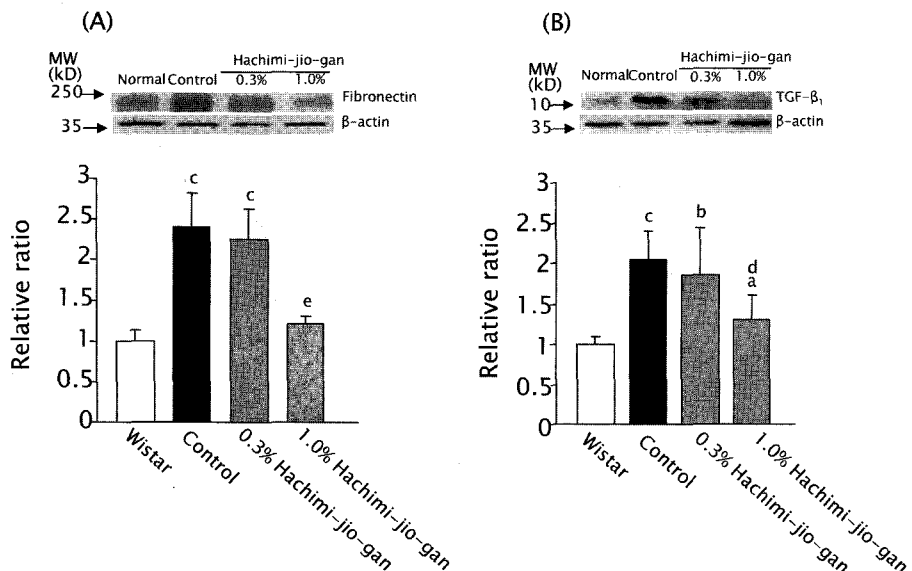 (A)
MW
(kD)
Hachimi-jio-gan
Normal Control 0.3% 1.0%
250
Fibronectin
35
β-actin
Relative ratio
3
2.5
2
1.5
1
0.5
0
c
c
e
Wistar
Control
0.3% Hachimi-jio-gan
1.0% Hachimi-jio-gan
(B)
MW
(kD)
Hachimi-jio-gan
Normal Control 0.3% 1.0%
10
TGF-β₁
35
β-actin
Relative ratio
3
2.5
2
1.5
1
0.5
0
c
b
d
a
Wistar
Control
0.3% Hachimi-jio-gan
1.0% Hachimi-jio-gan